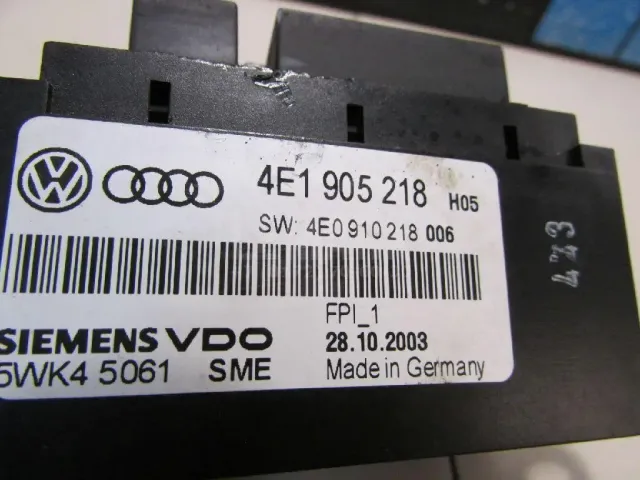 4E1 905 218 H05
SW: 4E0 910 218 006
FPI_1
SIEMENS VDO 28.10.2003
5WK4 5061 SME Made in Germany
443